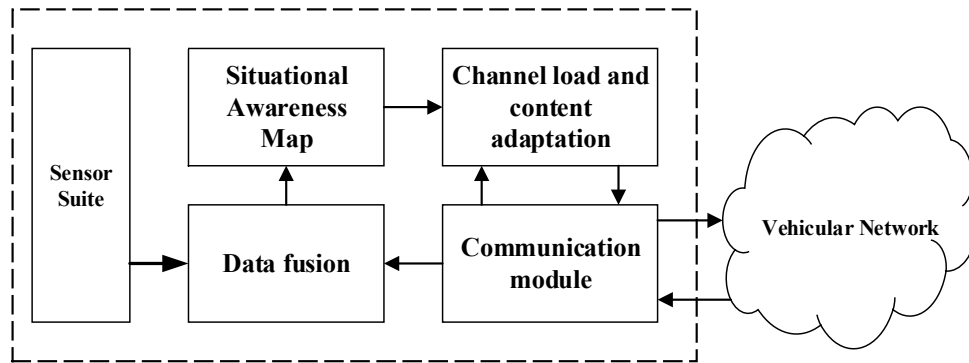 Sensor
Suite
Situational
Awareness
Map
Channel load and
content
adaptation
Data fusion
Communication
module
Vehicular Network